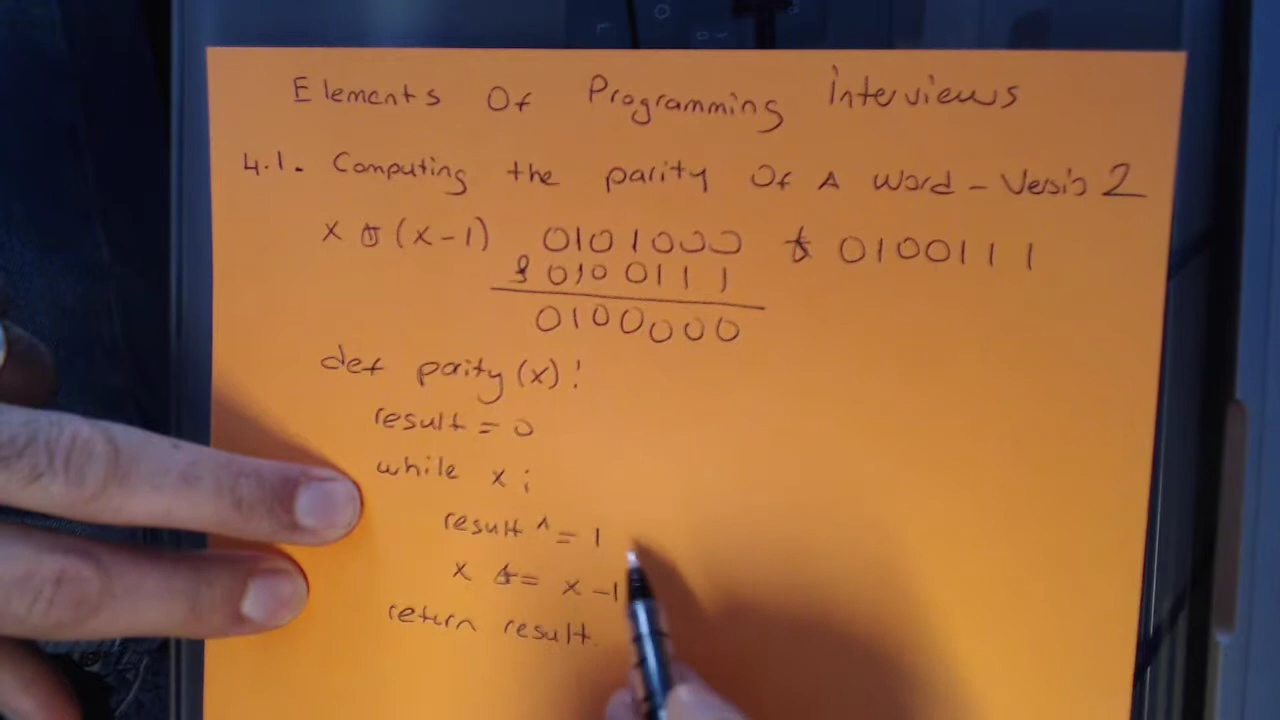 Elements Of Programming Interviews
4.1. Computing the parity Of A Word - Versio 2
x & (x-1) 0101000 & 0100111
& 0100111
0100000
def parity (x):
result = 0
while x :
result ^= 1
x &= x-1
return result.